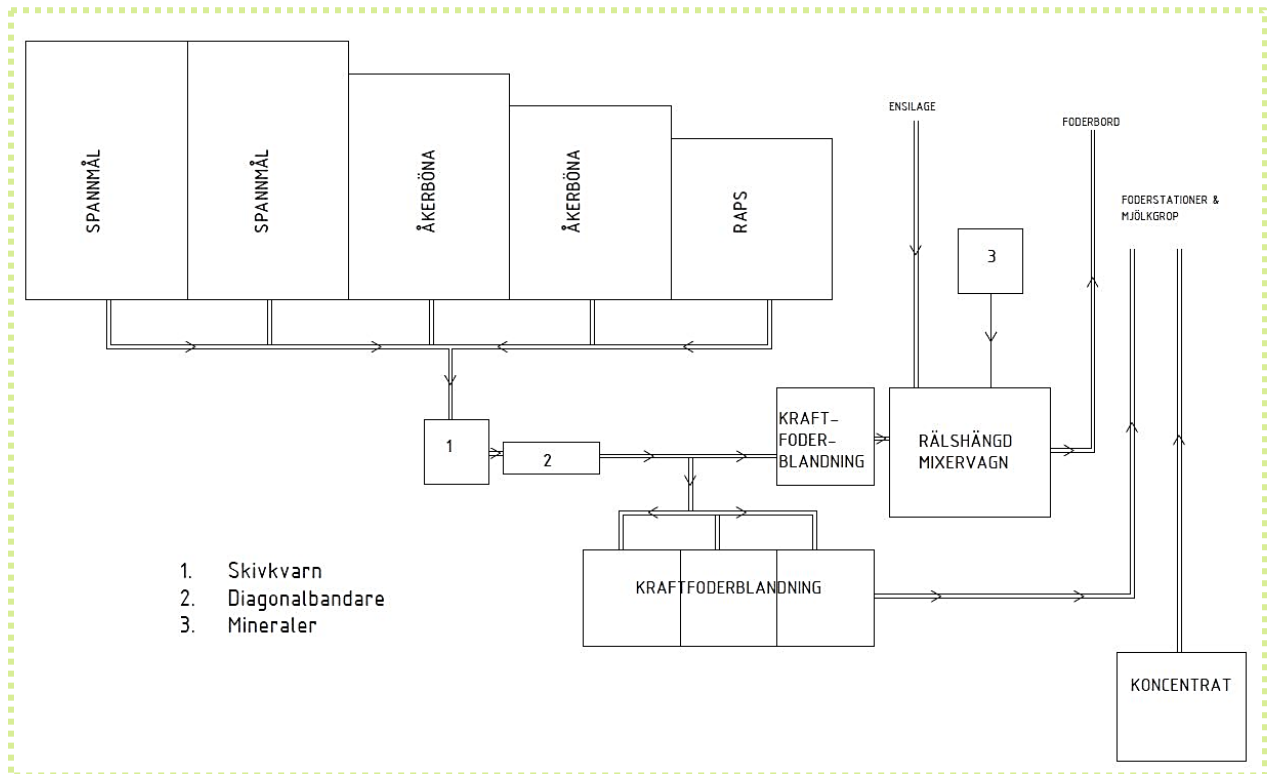 SPANNMÅL
SPANNMÅL
ÅKERBÖNA
ÅKERBÖNA
RAPS
ENSILAGE
FODERBORD
FODERSTATIONER &
MJÖLKGROP
3
1
2
KRAFT-
FODER-
BLANDNING
RÄLSHÄNGD
MIXERVAGN
KRAFTFODERBLANDNING
KONCENTRAT
1. Skivkvarn
2. Diagonalbandare
3. Mineraler